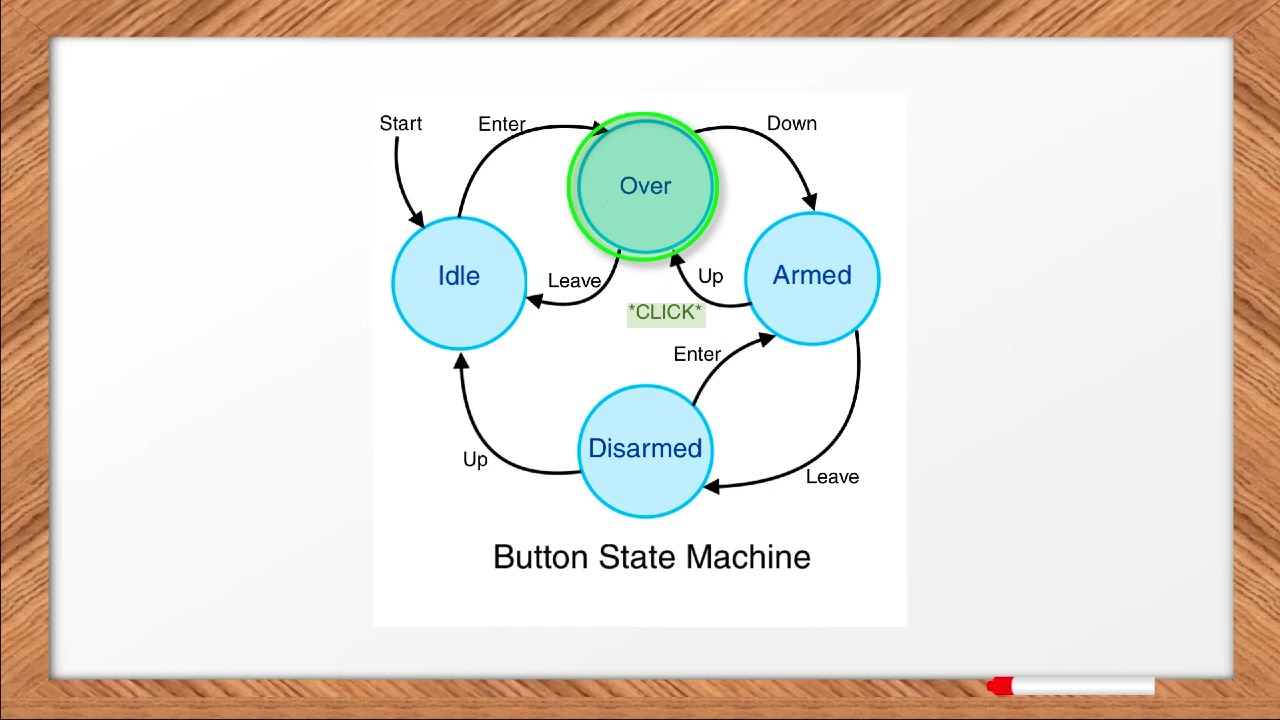 Start
Enter
Down
Over
Idle
Leave
Up
Armed
*CLICK*
Enter
Disarmed
Up
Leave
Button State Machine